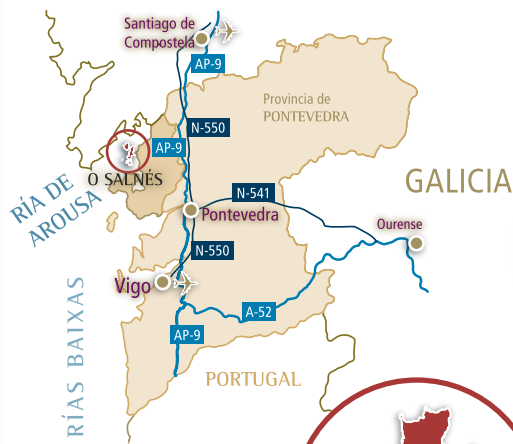 Santiago de
Compostela
AP-9
Provincia de
PONTEVEDRA
N-550
AP-9
O SALNÉS
RÍA DE
AROUSA
N-541
GALICIA
Pontevedra
Ourense
N-550
Vigo
A-52
AP-9
RÍAS BAIXAS
PORTUGAL